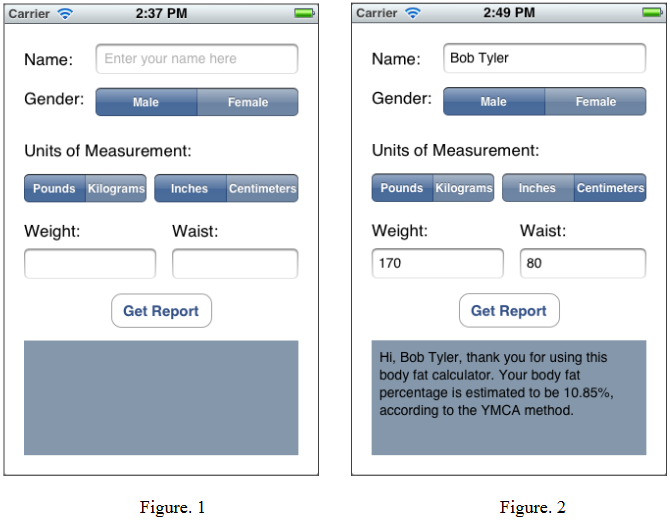 Carrier 2:37 PM
Name: Enter your name here
Gender: Male Female
Units of Measurement:
Pounds Kilograms Inches Centimeters
Weight: Waist:
Get Report
Figure. 1
Carrier 2:49 PM
Name: Bob Tyler
Gender: Male Female
Units of Measurement:
Pounds Kilograms Inches Centimeters
Weight: Waist:
170 80
Get Report
Hi, Bob Tyler, thank you for using this
body fat calculator. Your body fat
percentage is estimated to be 10.85%,
according to the YMCA method.
Figure. 2